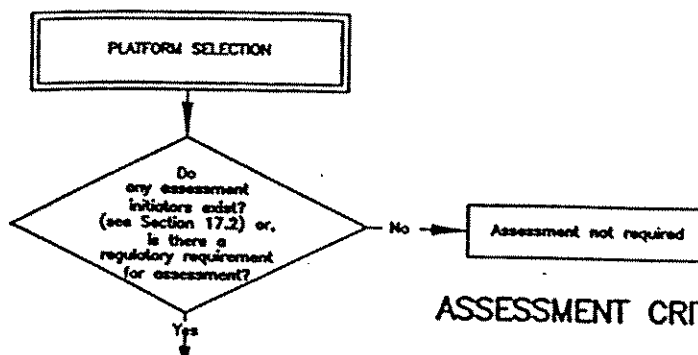 PLATFORM SELECTION
Do
any assessment
initiators exist?
(see Section 17.2) or,
is there a
regulatory requirement
for assessment?
No
Assessment not required
ASSESSMENT CRIT
Yes